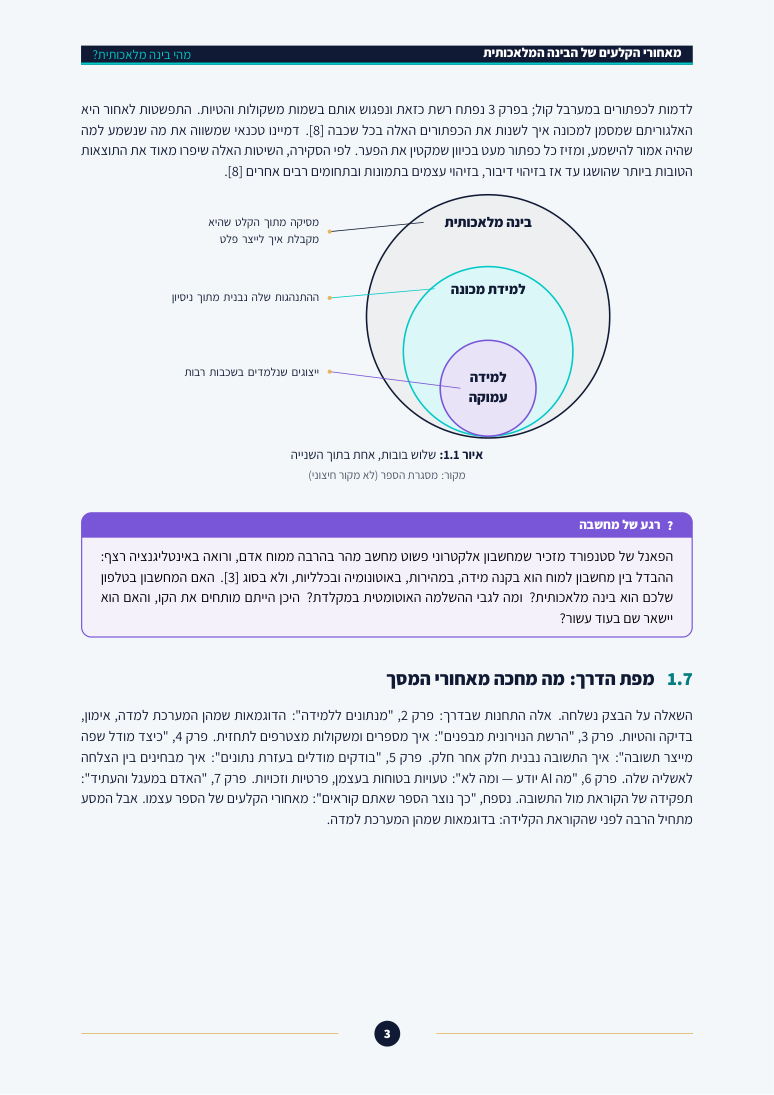 מאחורי הקלעים של הבינה המלאכותית
מהי בינה מלאכותית?
לדמות לכפתורים במערבל קול; בפרק 3 נפתח רשת כזאת ונפגוש אותם בשמות משקולות והטיות. התפשטות לאחור היא
האלגוריתם שמסמן למכונה איך לשנות את הכפתורים האלה בכל שכבה [8]. דמיינו טכנאי שמשווה את מה שנשמע למה
שהיה אמור להישמע, ומזיז כל כפתור מעט בכיוון שמקטין את הפער. לפי הסקירה, השיטות האלה שיפרו מאוד את התוצאות
הטובות ביותר שהושגו עד אז בזיהוי דיבור, בזיהוי עצמים בתמונות ובתחומים רבים אחרים [8].
בינה מלאכותית
מסיקה מתוך הקלט שהיא
מקבלת איך לייצר פלט
למידת מכונה
ההתנהגות שלה נבנית מתוך ניסיון
למידה
עמוקה
ייצוגים שנלמדים בשכבות רבות
איור 1.1: שלוש בובות, אחת בתוך השנייה
מקור: מסגרת הספר (לא מקור חיצוני)
? רגע של מחשבה
הפאנל של סטנפורד מזכיר שמחשבון אלקטרוני פשוט מחשב מהר בהרבה ממוח אדם, ורואה באינטליגנציה רצף:
ההבדל בין מחשבון למוח הוא בקנה מידה, במהירות, באוטונומיה ובכלליות, ולא בסוג [3]. האם המחשבון בטלפון
שלכם הוא בינה מלאכותית? ומה לגבי ההשלמה האוטומטית במקלדת? היכן הייתם מותחים את הקו, והאם הוא
יישאר שם בעוד עשור?
1.7 מפת הדרך: מה מחכה מאחורי המסך
השאלה על הבצק נשלחה. אלה התחנות שבדרך: פרק 2, "מנתונים ללמידה": הדוגמאות שמהן המערכת למדה, אימון,
בדיקה והטיות. פרק 3, "הרשת הנוירונית מבפנים": איך מספרים ומשקולות מצטרפים לתחזית. פרק 4, "כיצד מודל שפה
מייצר תשובה": איך התשובה נבנית חלק אחר חלק. פרק 5, "בודקים מודלים בעזרת נתונים": איך מבחינים בין הצלחה
לאשליה שלה. פרק 6, "מה AI יודע — ומה לא": טעויות בטוחות בעצמן, פרטיות וזכויות. פרק 7, "האדם במעגל והעתיד":
תפקידה של הקוראת מול התשובה. נספח, "כך נוצר הספר שאתם קוראים": מאחורי הקלעים של הספר עצמו. אבל המסע
מתחיל הרבה לפני שהקוראת הקלידה: בדוגמאות שמהן המערכת למדה.
3